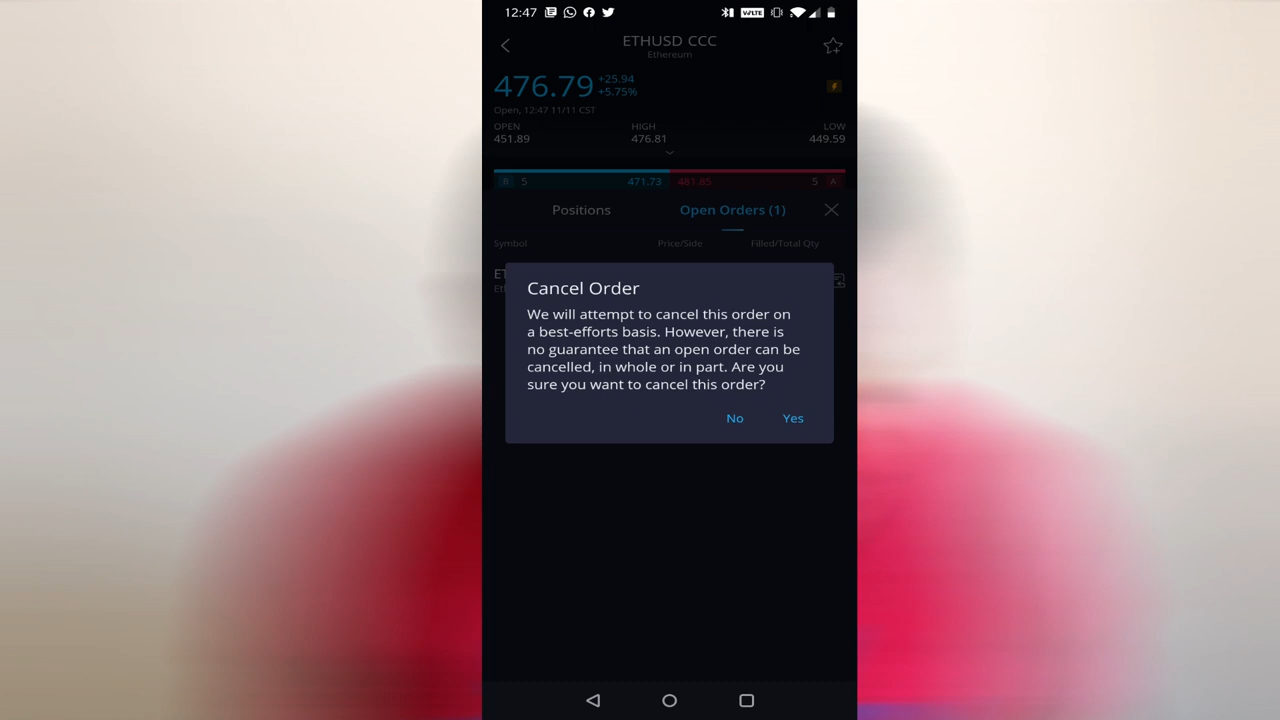 12:47
VoLTE
ETHUSD CCC
Ethereum
476.79
+25.94
+5.75%
Open, 12:47 11/11 CST
OPEN HIGH LOW
451.89 476.81 449.59
B 5 471.73 481.85 5 A
Positions Open Orders (1)
Symbol Price/Side Filled/Total Qty
ET
Eth
Cancel Order
We will attempt to cancel this order on
a best-efforts basis. However, there is
no guarantee that an open order can be
cancelled, in whole or in part. Are you
sure you want to cancel this order?
No Yes